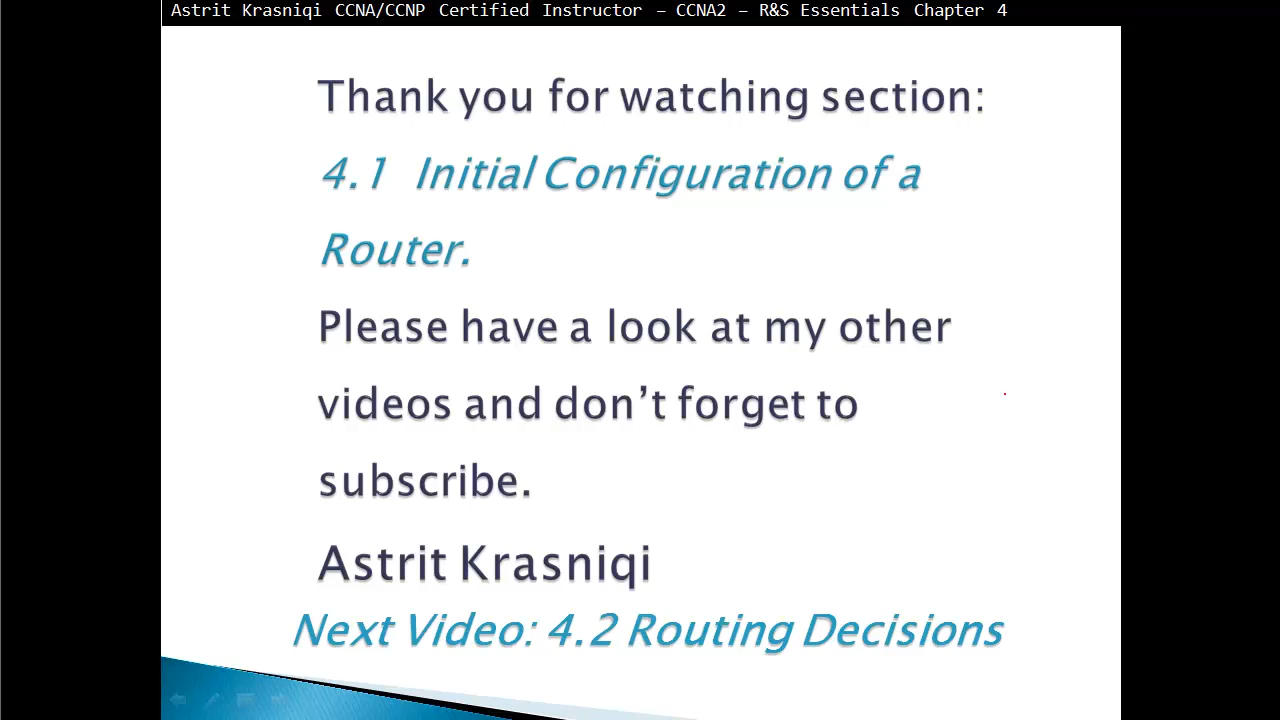 Astrit Krasniqi CCNA/CCNP Certified Instructor – CCNA2 – R&S Essentials Chapter 4
Thank you for watching section:
4.1 Initial Configuration of a
Router.
Please have a look at my other
videos and don’t forget to
subscribe.
Astrit Krasniqi
Next Video: 4.2 Routing Decisions